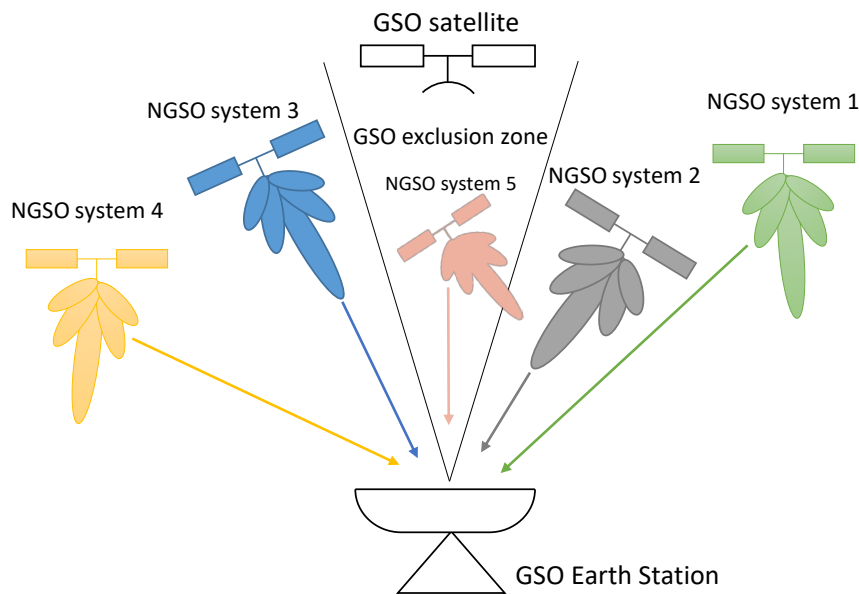 GSO satellite
NGSO system 1
NGSO system 3
GSO exclusion zone
NGSO system 5
NGSO system 2
NGSO system 4
GSO Earth Station